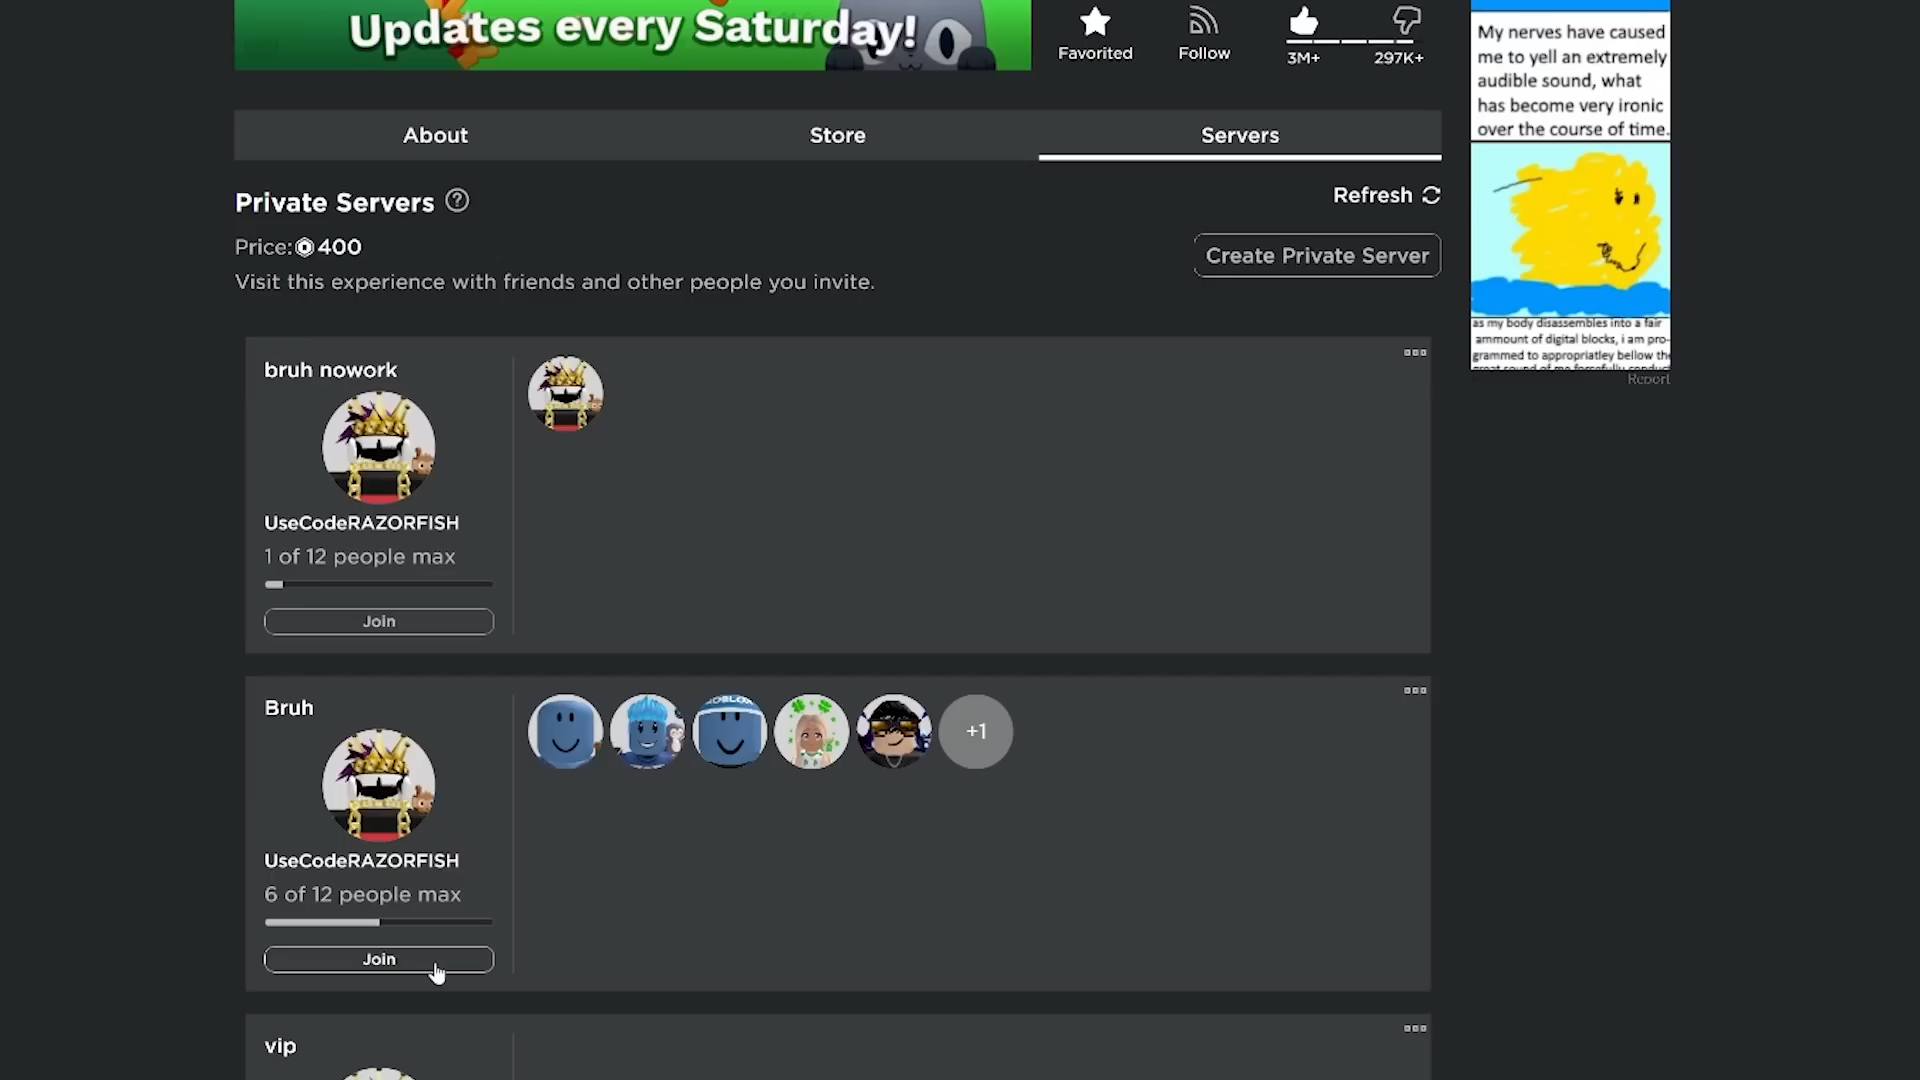 Updates every Saturday!
Favorited
Follow
3M+
297K+
My nerves have caused
me to yell an extremely
audible sound, what
has become very ironic
over the course of time.
About
Store
Servers
Private Servers
Refresh
Price: 400
Create Private Server
Visit this experience with friends and other people you invite.
as my body disassembles into a fair
ammount of digital blocks, i am pro-
grammed to appropriatley bellow the
Report
bruh nowork
UseCodeRAZORFISH
1 of 12 people max
Join
Bruh
ROBLOX
+1
UseCodeRAZORFISH
6 of 12 people max
Join
vip